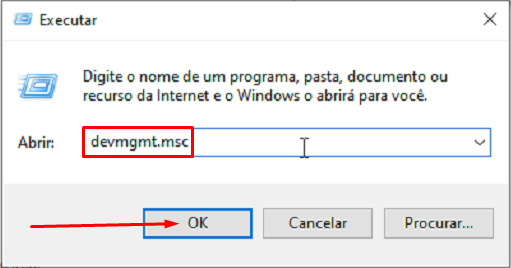 Executar
Digite o nome de um programa, pasta, documento ou
recurso da Internet e o Windows o abrirá para você.
Abrir: devmgmt.msc
OK Cancelar Procurar...